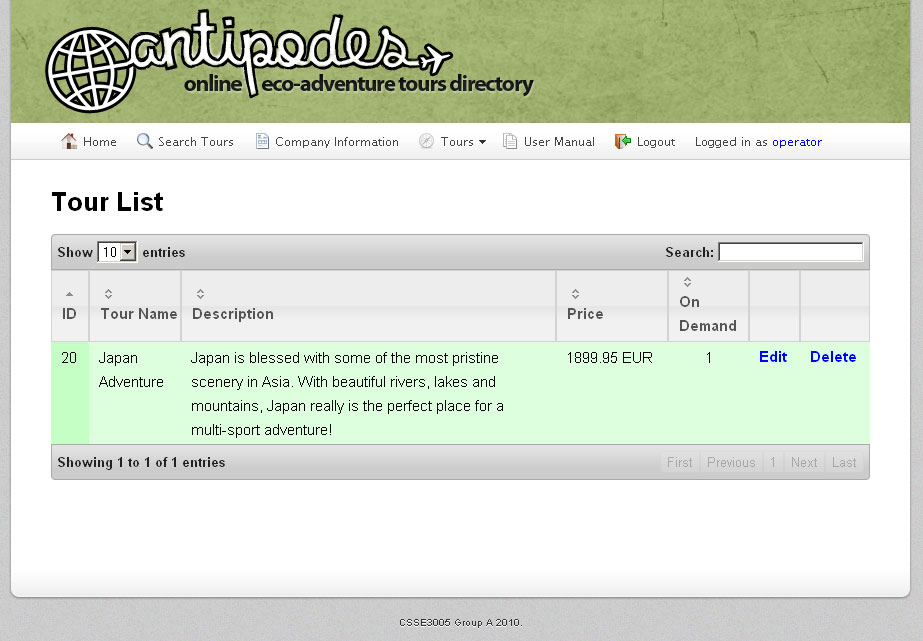 antipodes
online eco-adventure tours directory
Home Search Tours Company Information Tours User Manual Logout Logged in as operator
Tour List
Show 10 entries Search:
ID Tour Name Description Price On Demand
20 Japan Adventure Japan is blessed with some of the most pristine
scenery in Asia. With beautiful rivers, lakes and
mountains, Japan really is the perfect place for a
multi-sport adventure! 1899.95 EUR 1 Edit Delete
Showing 1 to 1 of 1 entries First Previous 1 Next Last
CSSE3005 Group A 2010.